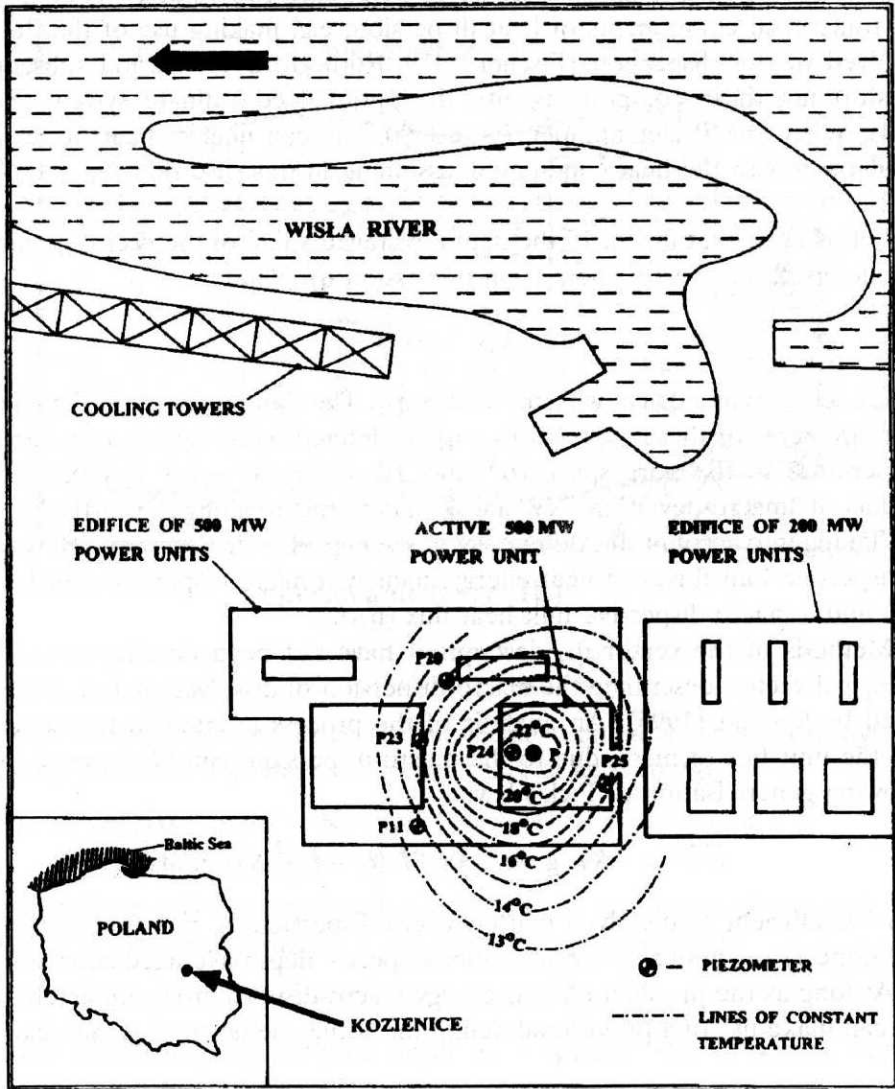 WISLA RIVER
COOLING TOWERS
EDIFICE OF 500 MW
POWER UNITS
ACTIVE 500 MW
POWER UNIT
EDIFICE OF 200 MW
POWER UNITS
P20
P23
22°
P24
P
P25
20°C
P11
18°C
16°C
14°C
13°C
Baltic Sea
POLAND
KOZIENICE
PIEZOMETER
LINES OF CONSTANT
TEMPERATURE